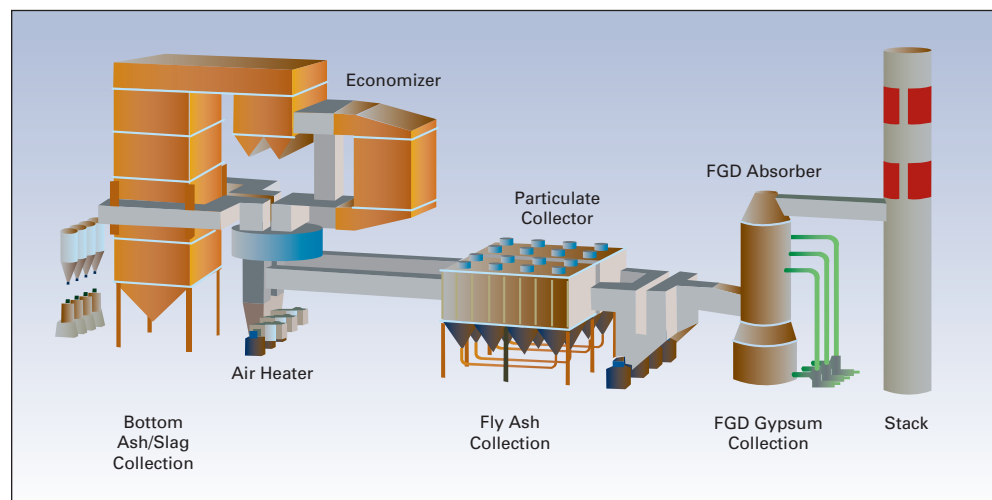 Economizer
FGD Absorber
Particulate
Collector
Air Heater
Bottom
Ash/Slag
Collection
Fly Ash
Collection
FGD Gypsum
Collection
Stack